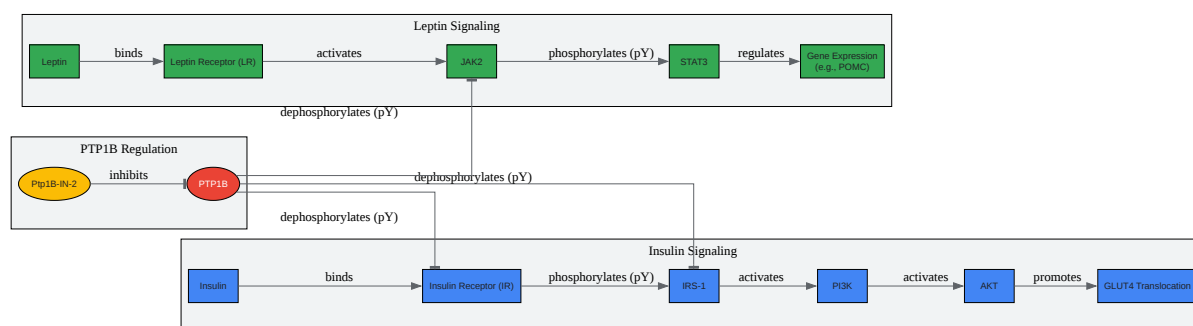 Leptin Signaling
Leptin
binds
Leptin Receptor (LR)
activates
JAK2
phosphorylates (pY)
STAT3
regulates
Gene Expression
(e.g., POMC)
dephosphorylates (pY)
PTP1B Regulation
Ptp1B-IN-2
inhibits
PTP1B
dephosphorylates (pY)
dephosphorylates (pY)
Insulin Signaling
Insulin
binds
Insulin Receptor (IR)
phosphorylates (pY)
IRS-1
activates
PI3K
activates
AKT
promotes
GLUT4 Translocation